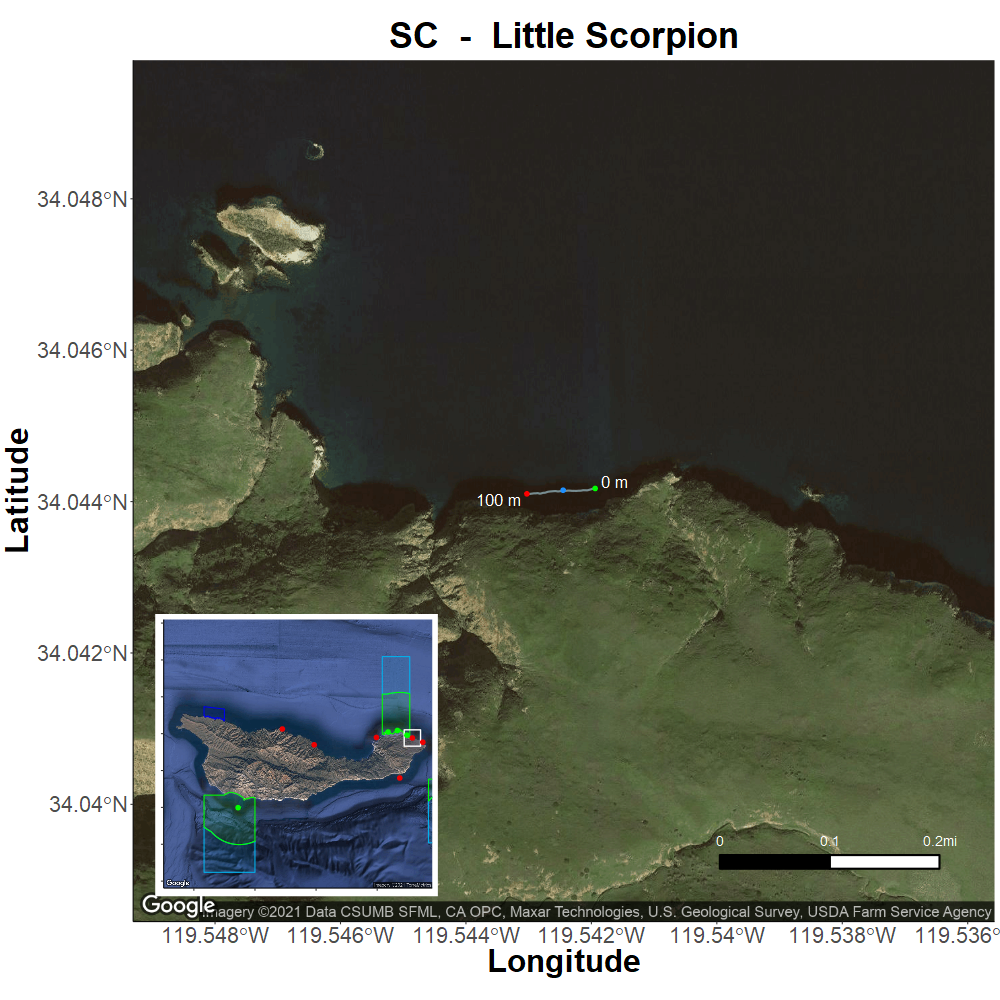 SC - Little Scorpion
Latitude
34.048°N
34.046°N
34.044°N
34.042°N
34.04°N
0 m
100 m
0 0.1 0.2mi
Google
Google
Imagery ©2021 Data CSUMB SFML, CA OPC, Maxar Technologies, U.S. Geological Survey, USDA Farm Service Agency
119.548°W 119.546°W 119.544°W 119.542°W 119.54°W 119.538°W 119.536°
Longitude